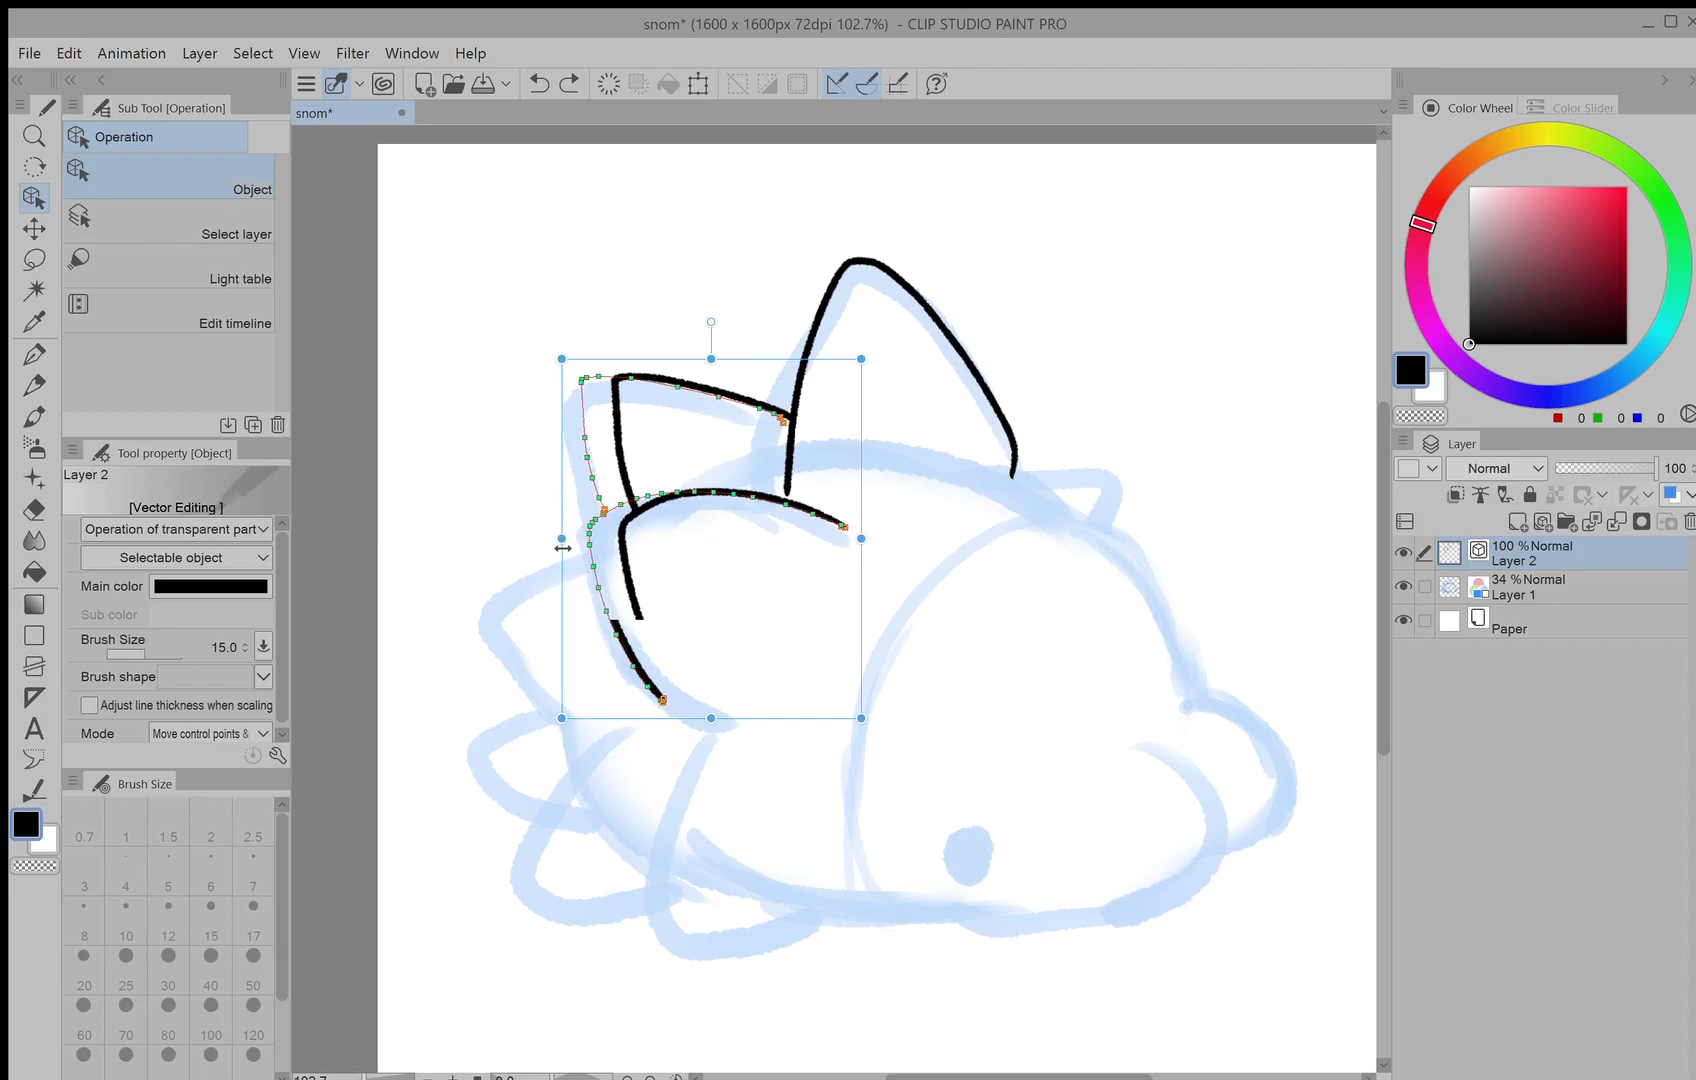 snom* (1600 x 1600px 72dpi 102.7%) - CLIP STUDIO PAINT PRO
File Edit Animation Layer Select View Filter Window Help
Sub Tool [Operation]
snom*
Operation
Object
Select layer
Light table
Edit timeline
Tool property [Object]
Layer 2
[Vector Editing ]
Operation of transparent part
Selectable object
Main color
Sub color
Brush Size 15.0
Brush shape
Adjust line thickness when scaling
Mode Move control points &
Brush Size
0.7 1 1.5 2 2.5
3 4 5 6 7
8 10 12 15 17
20 25 30 40 50
60 70 80 100 120
Color Wheel Color Slider
0 0 0
Layer
Normal 100
100 %Normal
Layer 2
34 %Normal
Layer 1
Paper